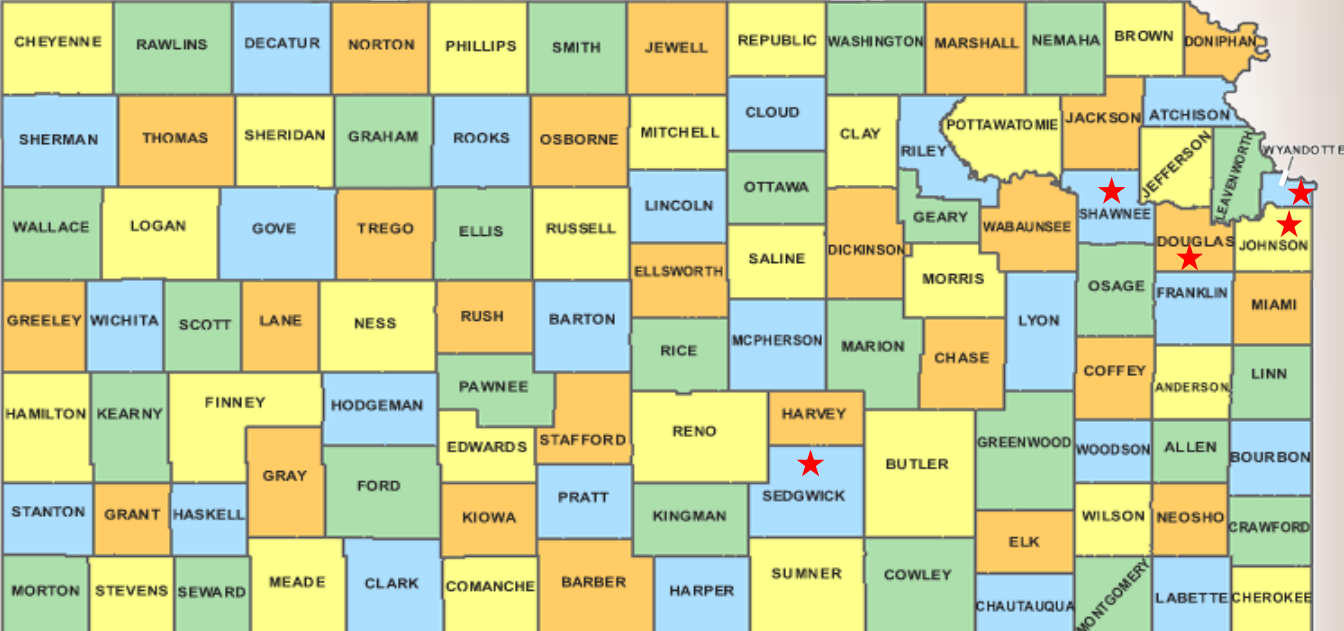 CHEYENNE
RAWLINS
DECATUR
NORTON
PHILLIPS
SMITH
JEWELL
REPUBLIC
WASHINGTON
MARSHALL
NEMAHA
BROWN
DONIPHAN
SHERMAN
THOMAS
SHERIDAN
GRAHAM
ROOKS
OSBORNE
MITCHELL
CLOUD
CLAY
RILEY
POTTAWATOMIE
JACKSON
ATCHISON
JEFFERSON
LEAVENWORTH
WYANDOTTE
WALLACE
LOGAN
GOVE
TREGO
ELLIS
RUSSELL
LINCOLN
OTTAWA
GEARY
WABAUNSEE
SHAWNEE
DOUGLAS
JOHNSON
ELLSWORTH
SALINE
DICKINSON
MORRIS
OSAGE
FRANKLIN
MIAMI
GREELEY
WICHITA
SCOTT
LANE
NESS
RUSH
BARTON
RICE
MCPHERSON
MARION
CHASE
LYON
COFFEY
ANDERSON
LINN
HAMILTON
KEARNY
FINNEY
HODGEMAN
PAWNEE
EDWARDS
STAFFORD
RENO
HARVEY
BUTLER
GREENWOOD
WOODSON
ALLEN
BOURBON
GRAY
FORD
PRATT
KINGMAN
SEDGWICK
STANTON
GRANT
HASKELL
KIOWA
ELK
WILSON
NEOSHO
CRAWFORD
MORTON
STEVENS
SEWARD
MEADE
CLARK
COMANCHE
BARBER
HARPER
SUMNER
COWLEY
CHAUTAUQUA
MONTGOMERY
LABETTE
CHEROKEE